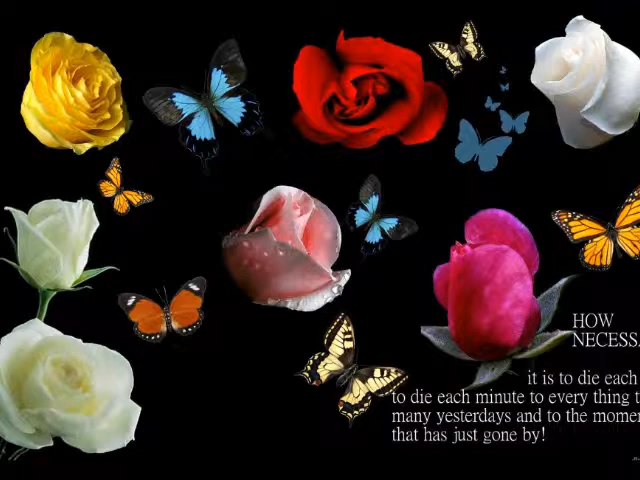 HOW
NECESS
it is to die each
to die each minute to every thing
many yesterdays and to the
that has just gone by!